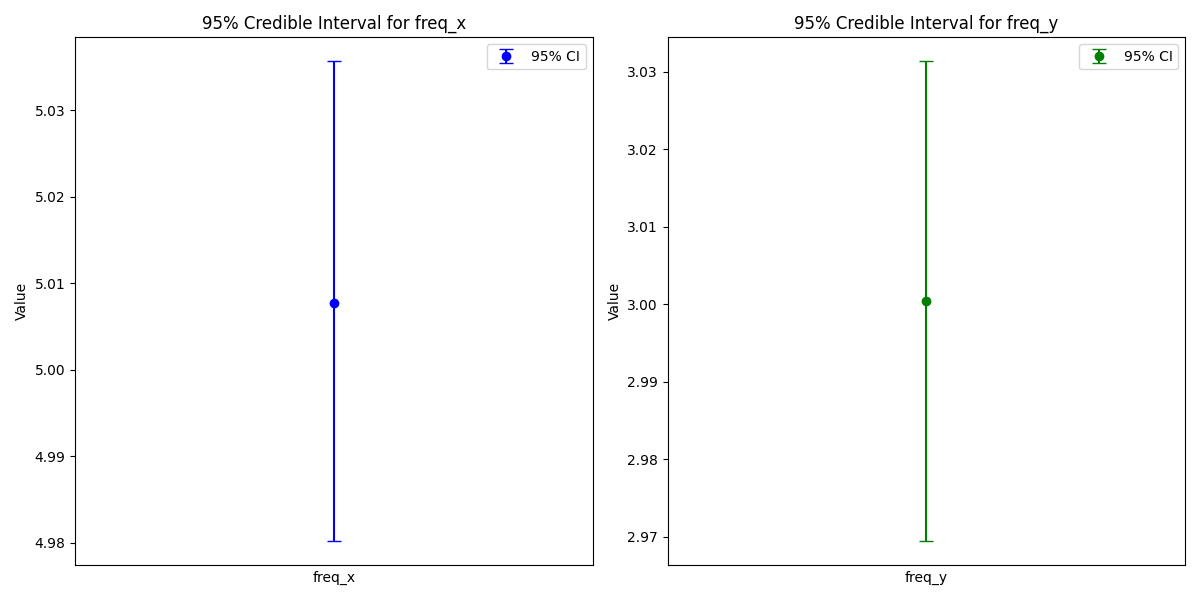 95% Credible Interval for freq_x
95% CI
5.03
5.02
5.01
5.00
4.99
4.98
Value
freq_x
95% Credible Interval for freq_y
95% CI
3.03
3.02
3.01
3.00
2.99
2.98
2.97
Value
freq_y